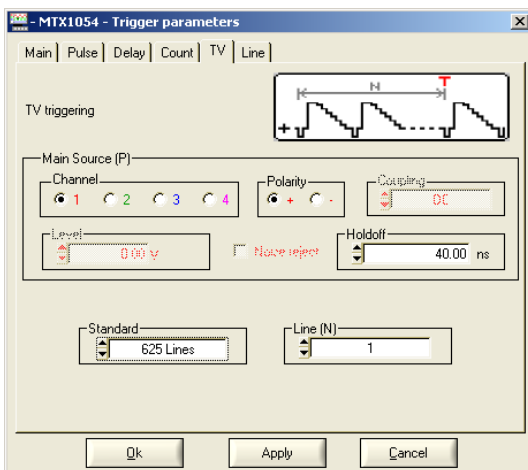 - MTX1054 - Trigger parameters
Main Pulse Delay Count TV Line
TV triggering
N
T
+
Main Source (P)
Channel
1 2 3 4
Polarity
+ -
Coupling
DC
Level
0.00 V
Noise reject
Holdoff
40.00 ns
Standard
625 Lines
Line (N)
1
Ok Apply Cancel